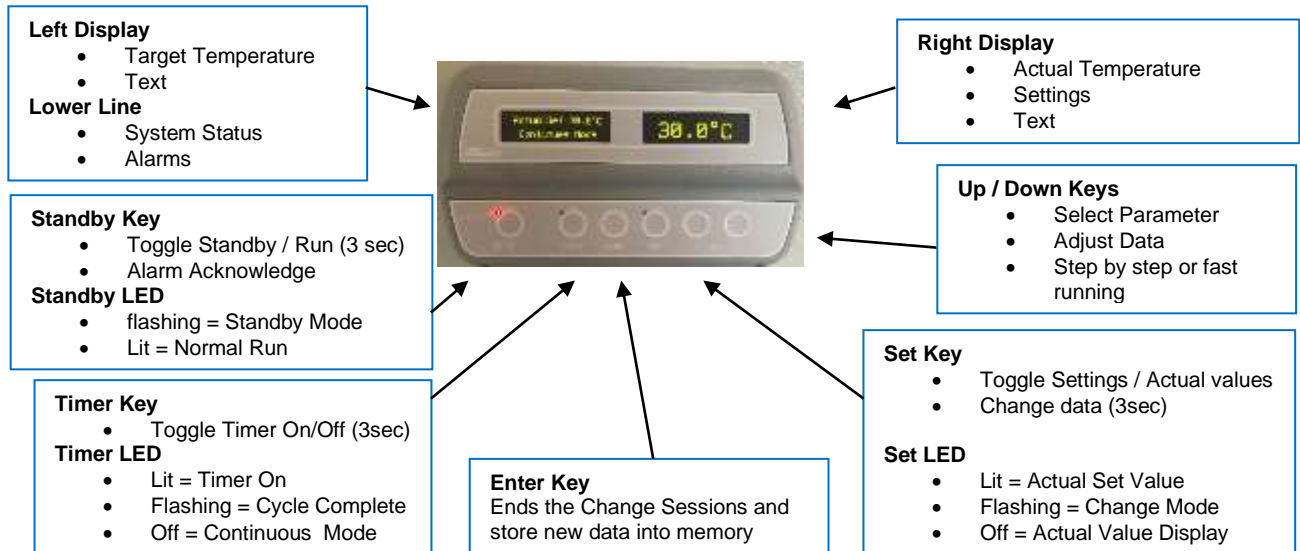 Left Display
• Target Temperature
• Text
Lower Line
• System Status
• Alarms
Right Display
• Actual Temperature
• Settings
• Text
30.0°C
Continuous Mode
Up / Down Keys
• Select Parameter
• Adjust Data
• Step by step or fast
running
Standby Key
• Toggle Standby / Run (3 sec)
• Alarm Acknowledge
Standby LED
• flashing = Standby Mode
• Lit = Normal Run
Timer Key
• Toggle Timer On/Off (3sec)
Timer LED
• Lit = Timer On
• Flashing = Cycle Complete
• Off = Continuous Mode
Enter Key
Ends the Change Sessions and
store new data into memory
Set Key
• Toggle Settings / Actual values
• Change data (3sec)
Set LED
• Lit = Actual Set Value
• Flashing = Change Mode
• Off = Actual Value Display